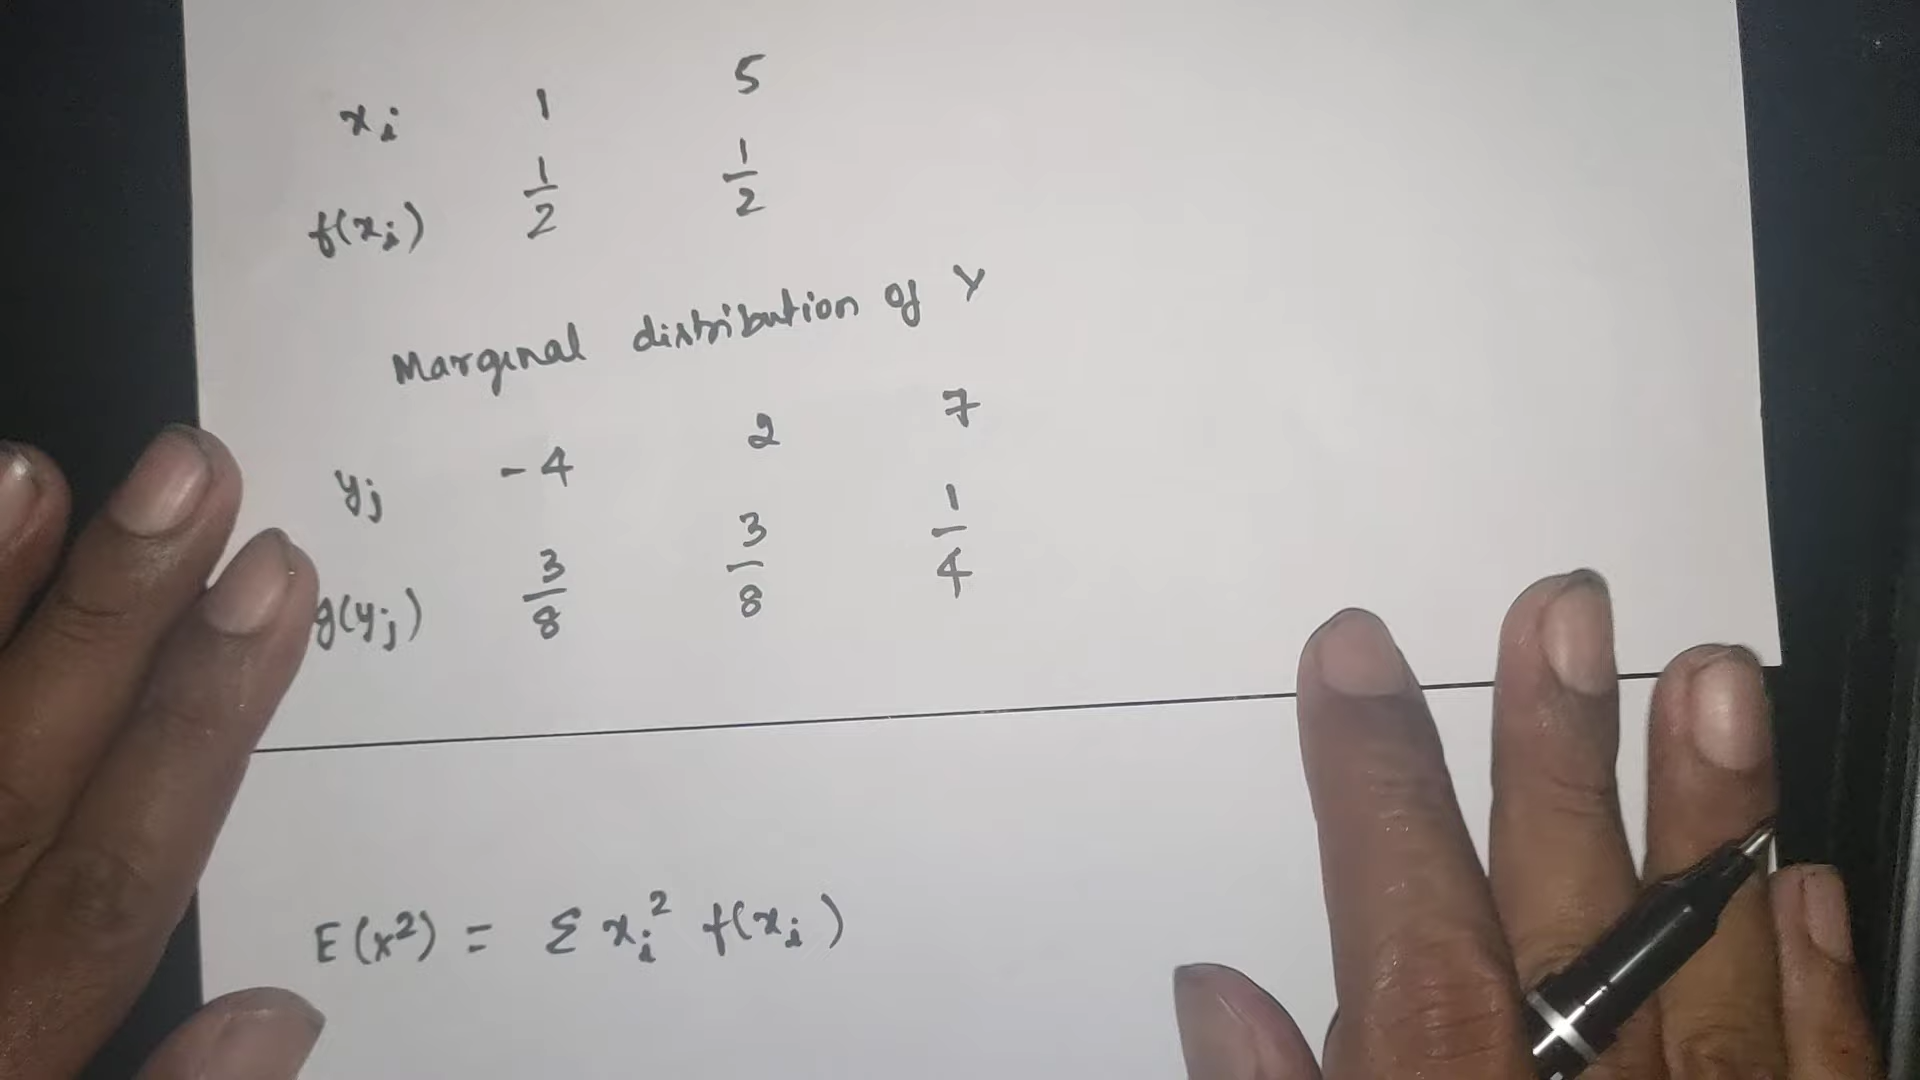 xᵢ 1 5
f(xᵢ) 1/2 1/2
Marginal distribution of Y
yⱼ -4 2 7
g(yⱼ) 3/8 3/8 1/4
E(x²) = Σ xᵢ² f(xᵢ)